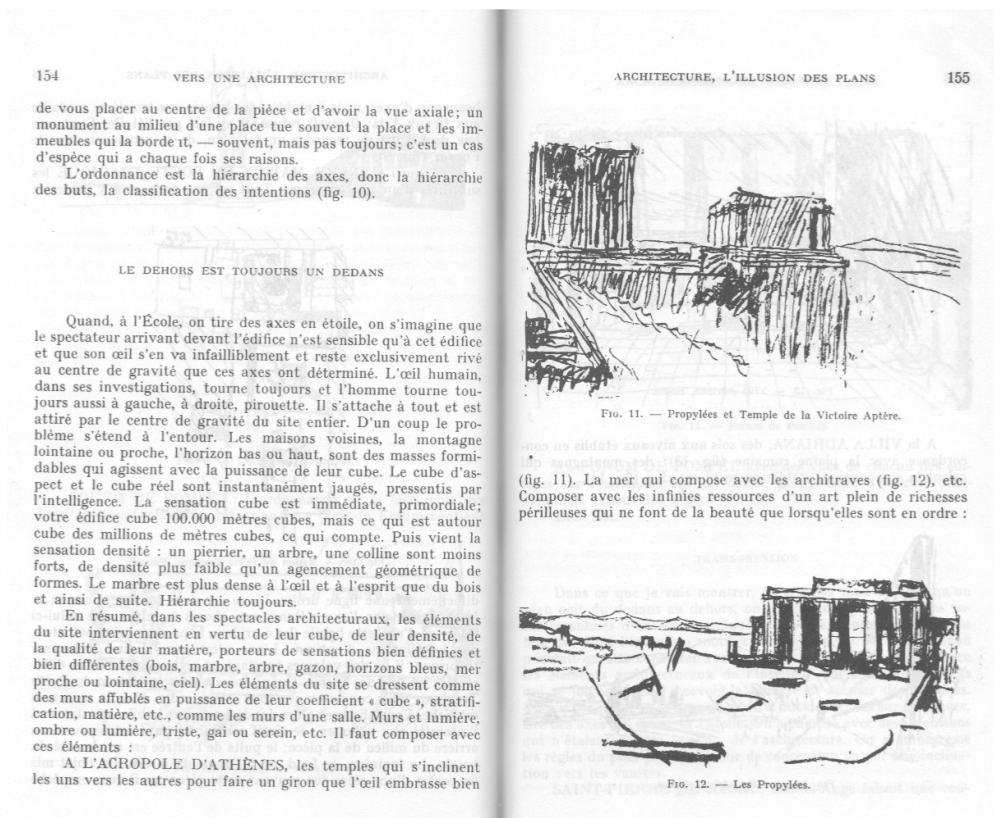 154
VERS UNE ARCHITECTURE
de vous placer au centre de la pièce et d'avoir la vue axiale; un
monument au milieu d'une place tue souvent la place et les im-
meubles qui la borde ıt, — souvent, mais pas toujours; c'est un cas
d'espèce qui a chaque fois ses raisons.
L'ordonnance est la hiérarchie des axes, donc la hiérarchie
des buts, la classification des intentions (fig. 10).
LE DEHORS EST TOUJOURS UN DEDANS
Quand, à l'École, on tire des axes en étoile, on s'imagine que
le spectateur arrivant devant l'édifice n'est sensible qu'à cet édifice
et que son œil s'en va infailliblement et reste exclusivement rivé
au centre de gravité que ces axes ont déterminé. L'œil humain,
dans ses investigations, tourne toujours et l'homme tourne tou-
jours aussi à gauche, à droite, pirouette. Il s'attache à tout et est
attiré par le centre de gravité du site entier. D'un coup le pro-
blème s'étend à l'entour. Les maisons voisines, la montagne
lointaine ou proche, l'horizon bas ou haut, sont des masses formi-
dables qui agissent avec la puissance de leur cube. Le cube d'as-
pect et le cube réel sont instantanément jaugés, pressentis par
l'intelligence. La sensation cube est immédiate, primordiale;
votre édifice cube 100.000 mètres cubes, mais ce qui est autour
cube des millions de mètres cubes, ce qui compte. Puis vient la
sensation densité : un pierrier, un arbre, une colline sont moins
forts, de densité plus faible qu'un agencement géométrique de
formes. Le marbre est plus dense à l'œil et à l'esprit que du bois
et ainsi de suite. Hiérarchie toujours.
En résumé, dans les spectacles architecturaux, les éléments
du site interviennent en vertu de leur cube, de leur densité, de
la qualité de leur matière, porteurs de sensations bien définies et
bien différentes (bois, marbre, arbre, gazon, horizons bleus, mer
proche ou lointaine, ciel). Les éléments du site se dressent comme
des murs affublés en puissance de leur coefficient « cube », stratifi-
cation, matière, etc., comme les murs d'une salle. Murs et lumière,
ombre ou lumière, triste, gai ou serein, etc. Il faut composer avec
ces éléments :
A L'ACROPOLE D'ATHÈNES, les temples qui s'inclinent
les uns vers les autres pour faire un giron que l'œil embrasse bien
ARCHITECTURE, L'ILLUSION DES PLANS
155
FIG. 11. — Propylées et Temple de la Victoire Aptère.
(fig. 11). La mer qui compose avec les architraves (fig. 12), etc.
Composer avec les infinies ressources d'un art plein de richesses
périlleuses qui ne font de la beauté que lorsqu'elles sont en ordre :
FIG. 12. — Les Propylées.